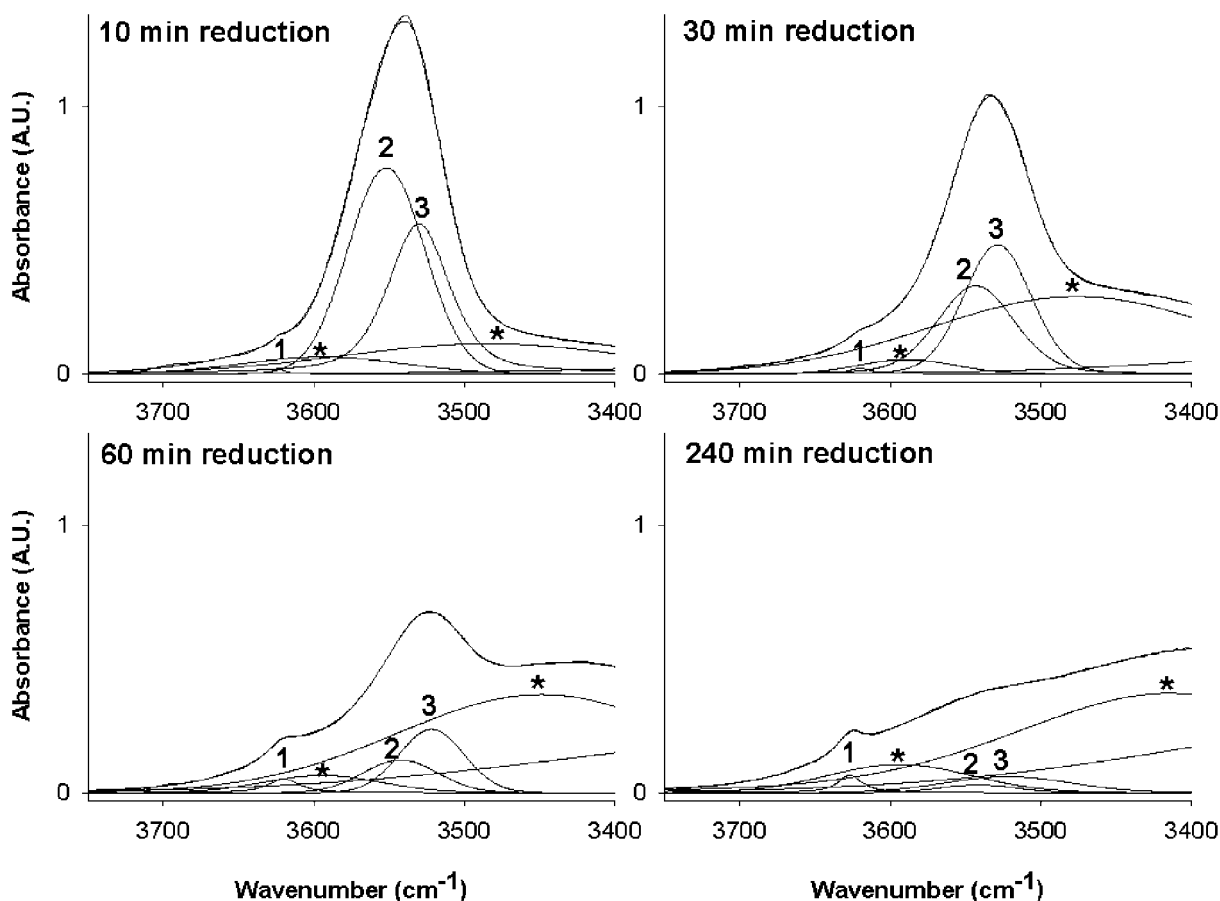 10 min reduction
30 min reduction
Absorbance (A.U.)
1
2
3
1
*
*
0
3700 3600 3500 3400
1
2
3
1
*
*
0
3700 3600 3500 3400
60 min reduction
240 min reduction
Absorbance (A.U.)
1
1
*
2
3
*
0
3700 3600 3500 3400
Wavenumber (cm⁻¹)
1
1
*
2
3
*
0
3700 3600 3500 3400
Wavenumber (cm⁻¹)